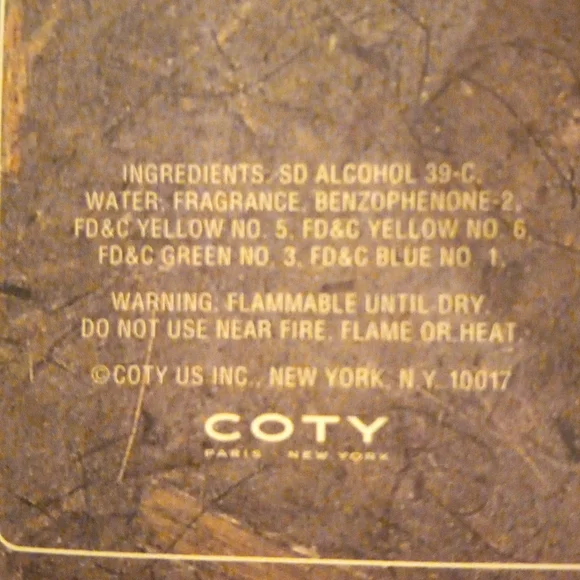 INGREDIENTS: SD ALCOHOL 39-C,
WATER, FRAGRANCE, BENZOPHENONE-2,
FD&C YELLOW NO. 5, FD&C YELLOW NO. 6,
FD&C GREEN NO. 3, FD&C BLUE NO. 1.
WARNING: FLAMMABLE UNTIL DRY.
DO NOT USE NEAR FIRE, FLAME OR HEAT.
©COTY US INC., NEW YORK, N.Y. 10017
COTY
PARIS NEW YORK